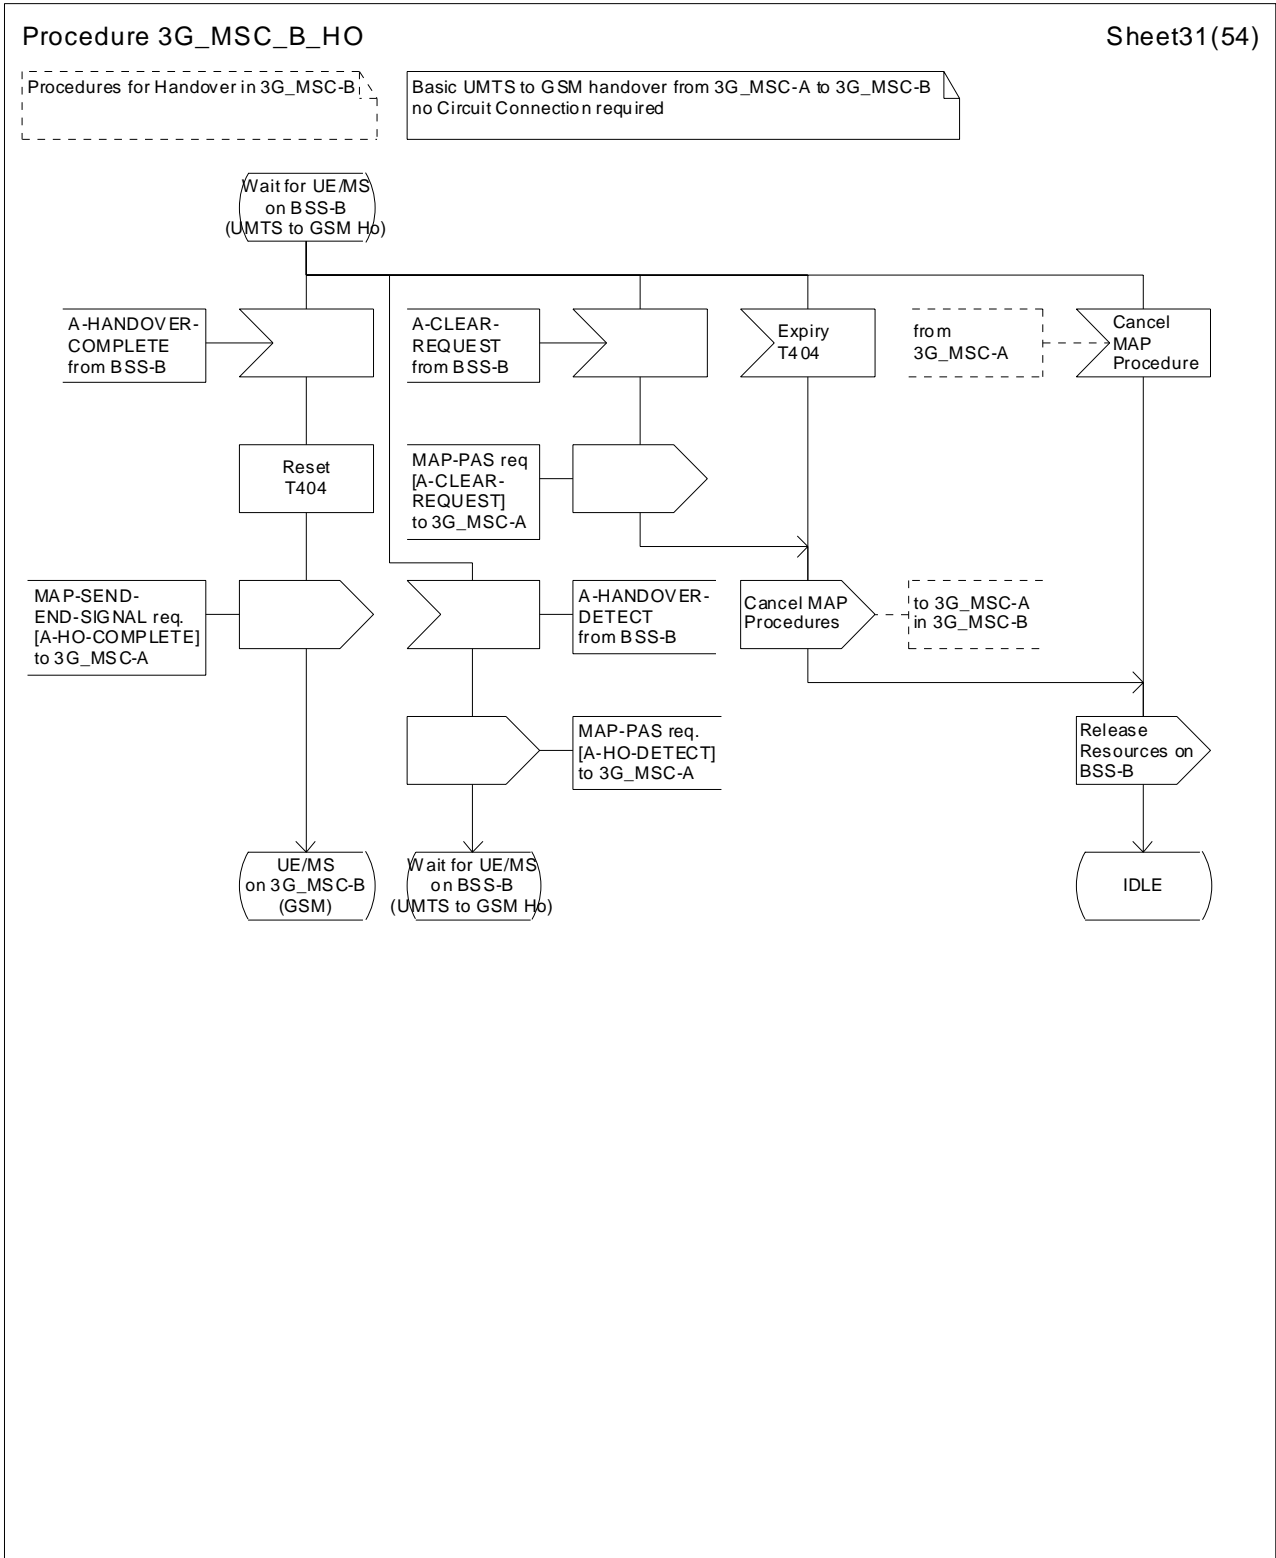 Procedure 3G_MSC_B_HO
Sheet31(54)
Procedures for Handover in 3G_MSC-B
Basic UMTS to GSM handover from 3G_MSC-A to 3G_MSC-B
no Circuit Connection required
Wait for UE/MS
on BSS-B
(UMTS to GSM Ho)
A-HANDOVER-
COMPLETE
from BSS-B
A-CLEAR-
REQUEST
from BSS-B
Expiry
T404
from
3G_MSC-A
Cancel
MAP
Procedure
Reset
T404
MAP-PAS req
[A-CLEAR-
REQUEST]
to 3G_MSC-A
MAP-SEND-
END-SIGNAL req.
[A-HO-COMPLETE]
to 3G_MSC-A
A-HANDOVER-
DETECT
from BSS-B
Cancel MAP
Procedures
to 3G_MSC-A
in 3G_MSC-B
MAP-PAS req.
[A-HO-DETECT]
to 3G_MSC-A
Release
Resources on
BSS-B
UE/MS
on 3G_MSC-B
(GSM)
Wait for UE/MS
on BSS-B
(UMTS to GSM Ho)
IDLE